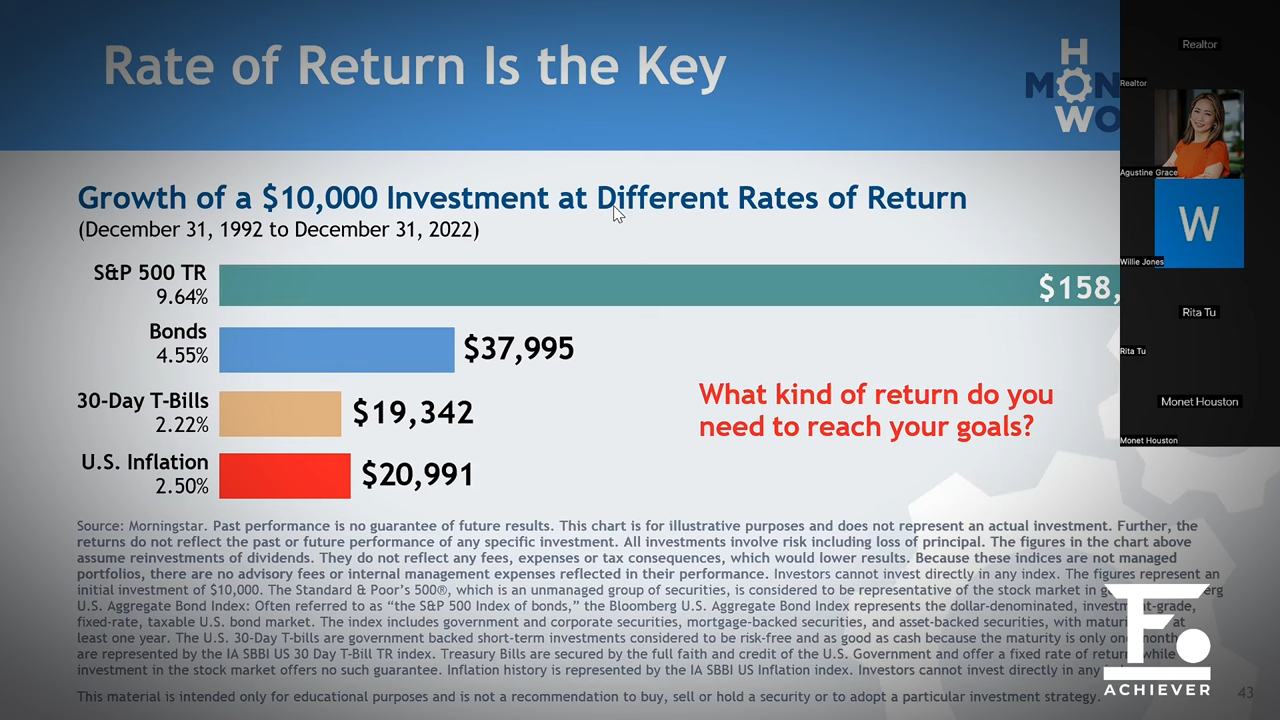 Rate of Return Is the Key
H
MON
WO
Growth of a $10,000 Investment at Different Rates of Return
(December 31, 1992 to December 31, 2022)
S&P 500 TR
9.64%
$158,
Bonds
4.55%
$37,995
30-Day T-Bills
2.22%
$19,342
U.S. Inflation
2.50%
$20,991
What kind of return do you
need to reach your goals?
Source: Morningstar. Past performance is no guarantee of future results. This chart is for illustrative purposes and does not represent an actual investment. Further, the
returns do not reflect the past or future performance of any specific investment. All investments involve risk including loss of principal. The figures in the chart above
assume reinvestments of dividends. They do not reflect any fees, expenses or tax consequences, which would lower results. Because these indices are not managed
portfolios, there are no advisory fees or internal management expenses reflected in their performance. Investors cannot invest directly in any index. The figures represent an
initial investment of $10,000. The Standard & Poor's 500®, which is an unmanaged group of securities, is considered to be representative of the stock market in
U.S. Aggregate Bond Index: Often referred to as “the S&P 500 Index of bonds,” the Bloomberg U.S. Aggregate Bond Index represents the dollar-denominated, investment-grade,
fixed-rate, taxable U.S. bond market. The index includes government and corporate securities, mortgage-backed securities, and asset-backed securities, with at
least one year. The U.S. 30-Day T-bills are government backed short-term investments considered to be risk-free and as good as cash because the maturity is only one month
are represented by the IA SBBI US 30 Day T-Bill TR index. Treasury Bills are secured by the full faith and credit of the U.S. Government and offer a fixed rate of return while
investment in the stock market offers no such guarantee. Inflation history is represented by the IA SBBI US Inflation index. Investors cannot invest directly in any
This material is intended only for educational purposes and is not a recommendation to buy, sell or hold a security or to adopt a particular investment strategy.
43
Realtor
Realtor
Agustine Grace
W
Willie Jones
Rita Tu
Rita Tu
Monet Houston
Monet Houston
ACHIEVER